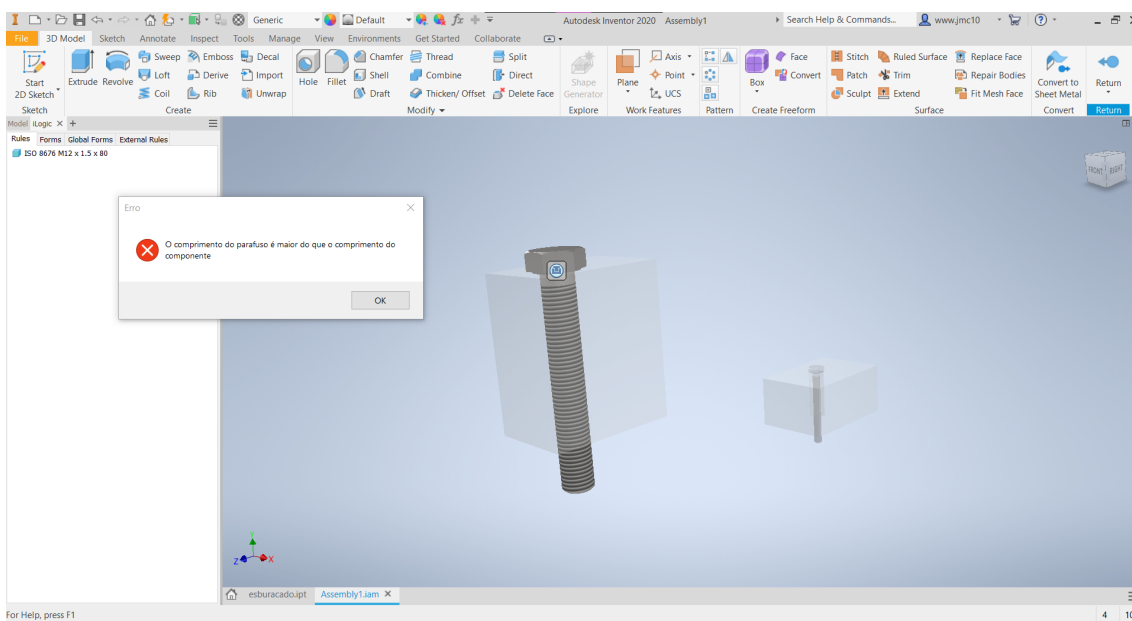 Generic
Default
Autodesk Inventor 2020 Assembly1
Search Help & Commands...
www.jmc10
File 3D Model Sketch Annotate Inspect Tools Manage View Environments Get Started Collaborate
Start
2D Sketch
Extrude Revolve
Sweep Emboss Decal
Loft Derive Import
Coil Rib Unwrap
Hole Fillet
Chamfer Thread Split
Shell Combine Direct
Draft Thicken/ Offset Delete Face
Shape
Generator
Plane
Axis
Point
UCS
Box
Face
Convert
Stitch Ruled Surface Replace Face
Patch Trim Repair Bodies
Sculpt Extend Fit Mesh Face
Convert to
Sheet Metal
Return
Sketch Create Modify Explore Work Features Pattern Create Freeform Surface Convert Return
Model iLogic × +
Rules Forms Global Forms External Rules
ISO 8676 M12 x 1.5 x 80
Erro
O comprimento do parafuso é maior do que o comprimento do
componente
OK
FRONT RIGHT
Y
Z X
esburacado.ipt Assembly1.iam ×
For Help, press F1
4 10